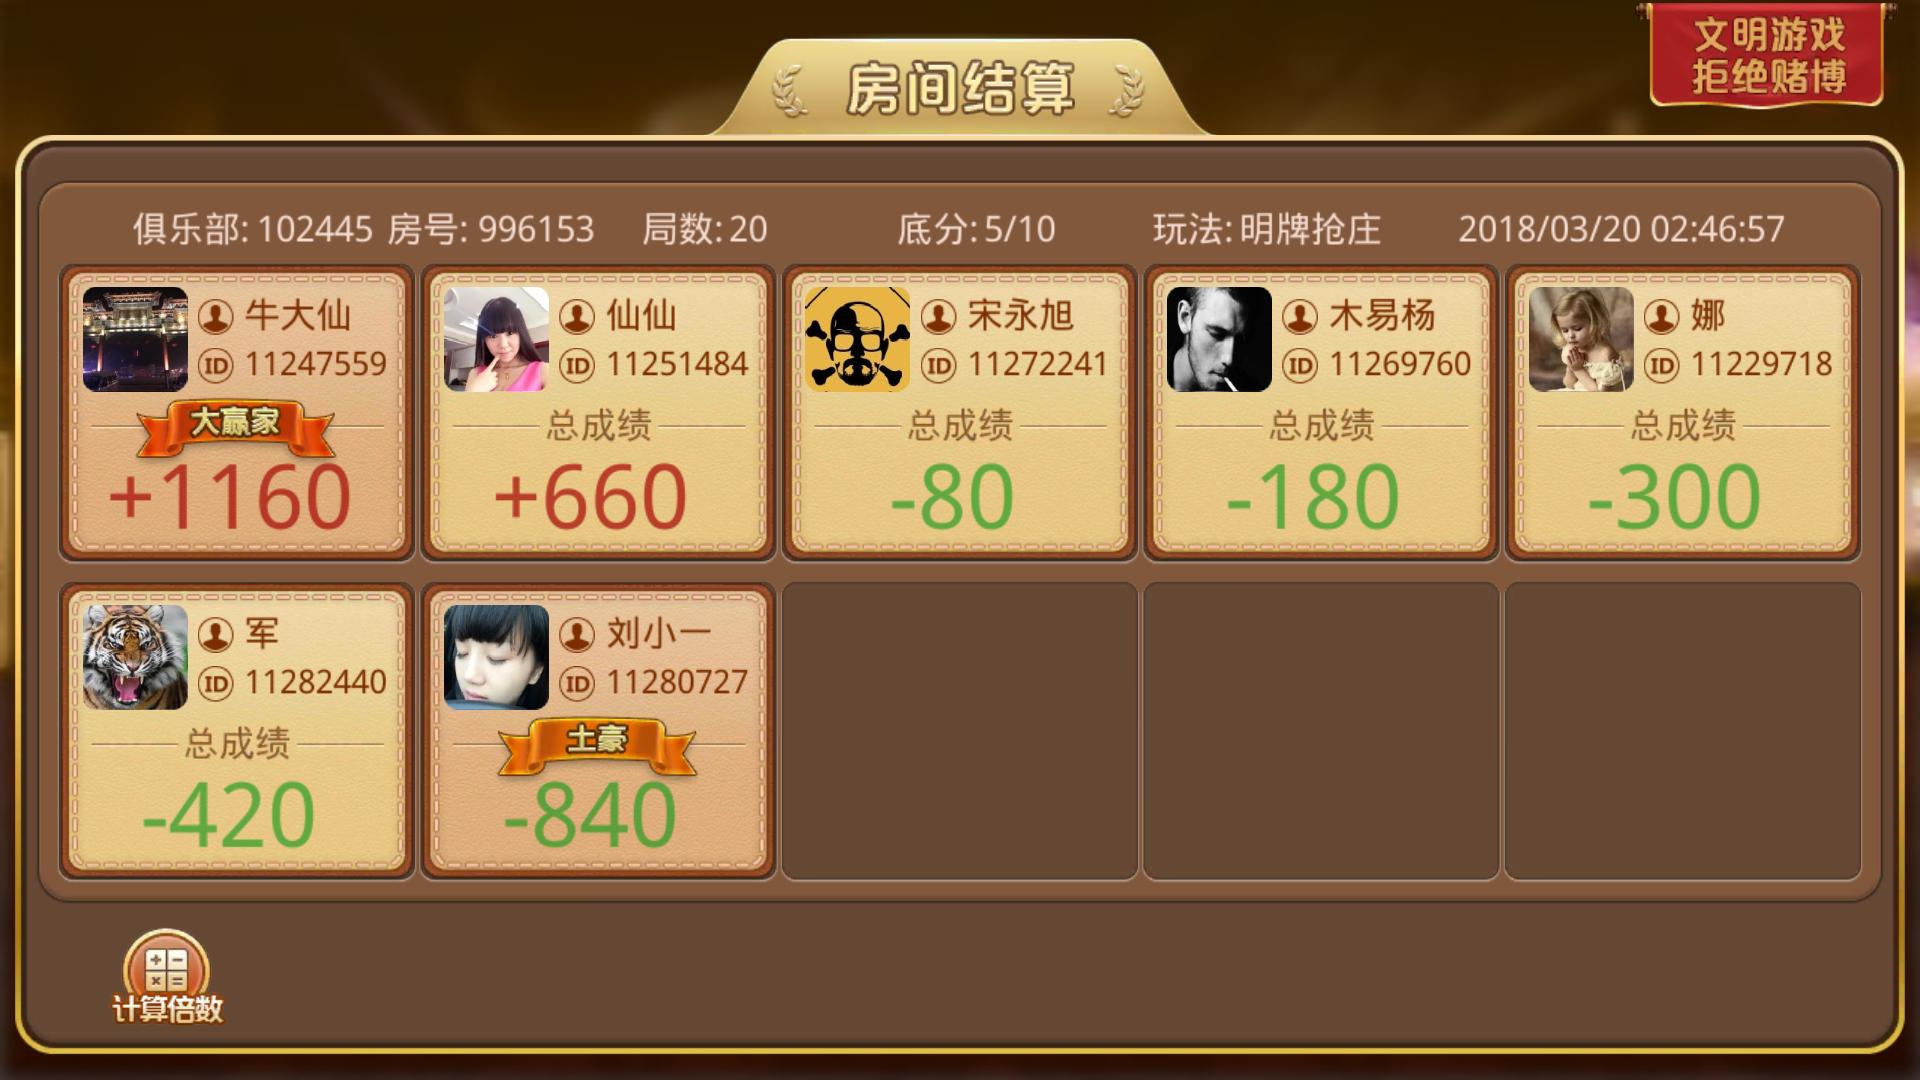 文明游戏
拒绝赌博
房间结算
俱乐部: 102445 房号: 996153 局数: 20 底分: 5/10 玩法: 明牌抢庄 2018/03/20 02:46:57
牛大仙
ID 11247559
大赢家
+1160
仙仙
ID 11251484
总成绩
+660
宋永旭
ID 11272241
总成绩
-80
木易杨
ID 11269760
总成绩
-180
娜
ID 11229718
总成绩
-300
军
ID 11282440
总成绩
-420
刘小一
ID 11280727
土豪
-840
计算倍数